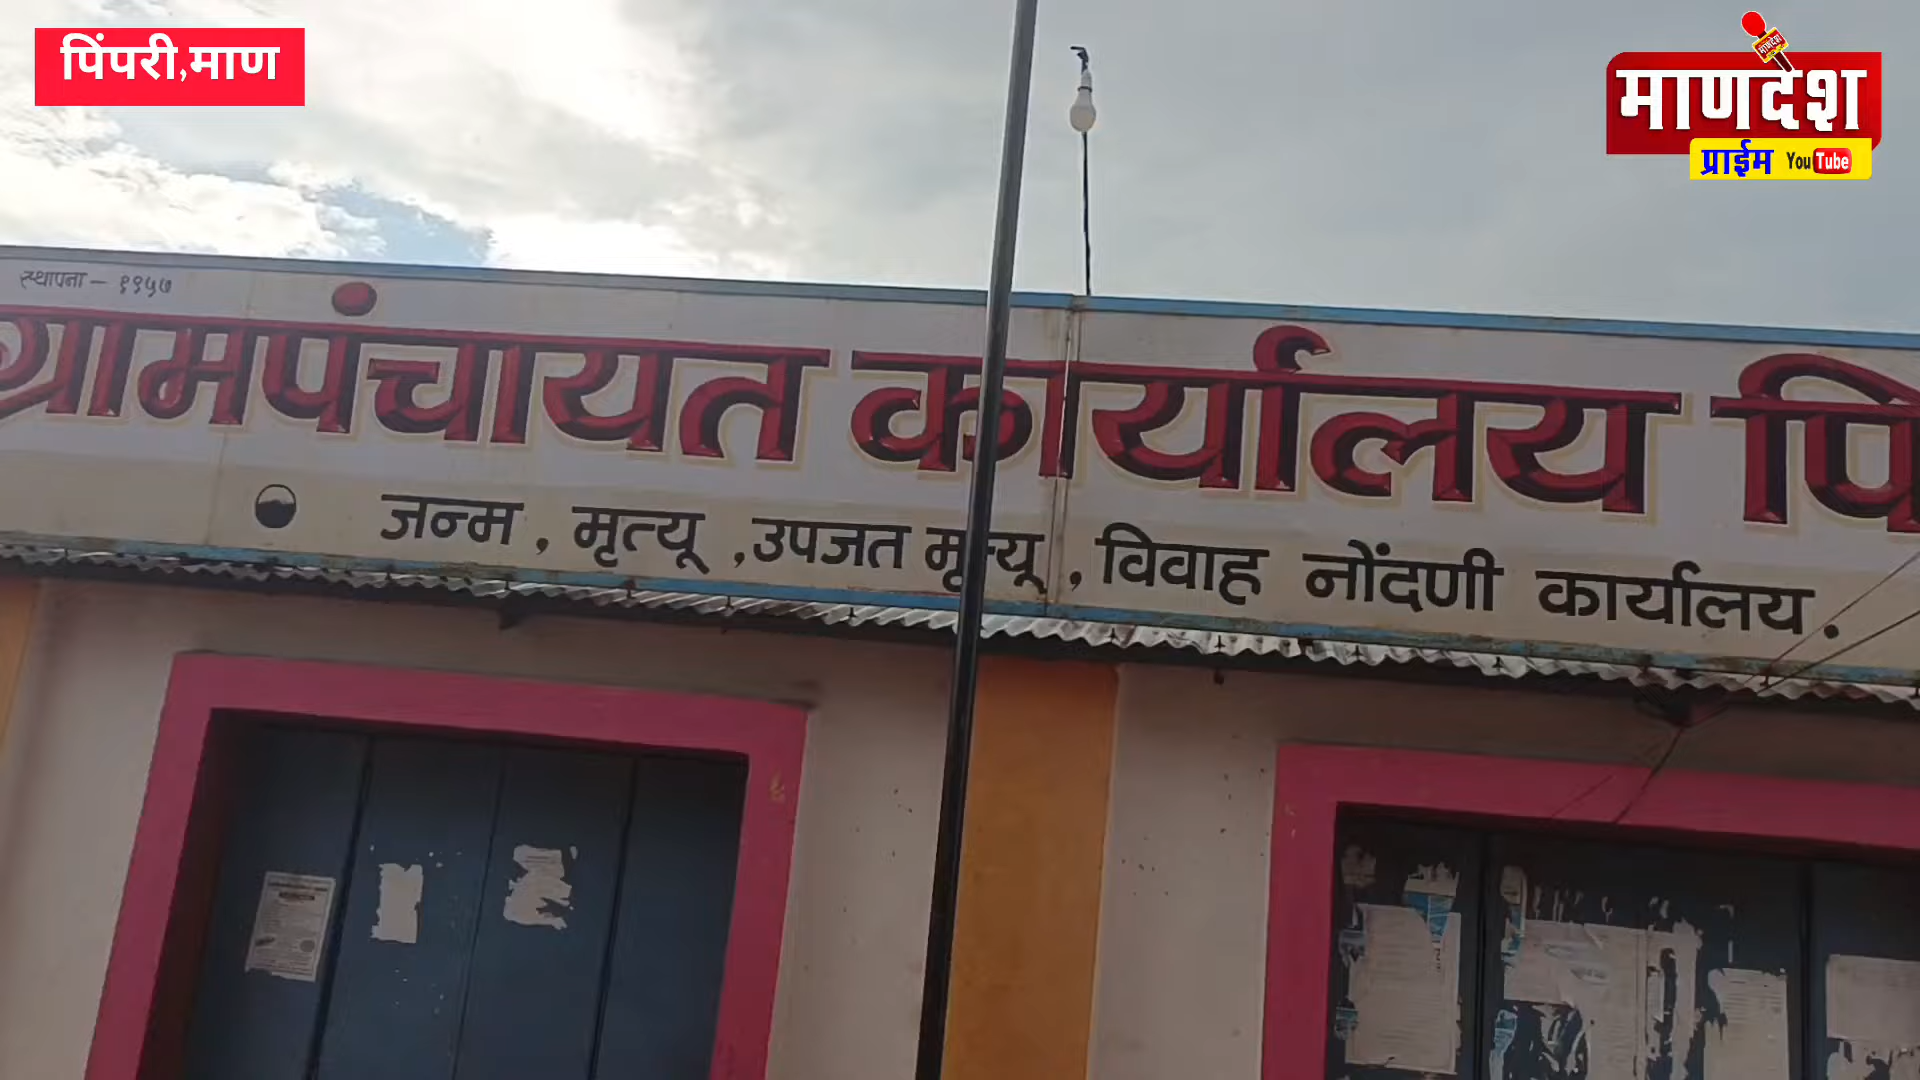 पिंपरी,माण
माणदेश
प्राईम YouTube
स्थापना – १९५७
ग्रामपंचायत कार्यालय पि
जन्म , मृत्यू ,उपजत मृत्यू , विवाह नोंदणी कार्यालय.